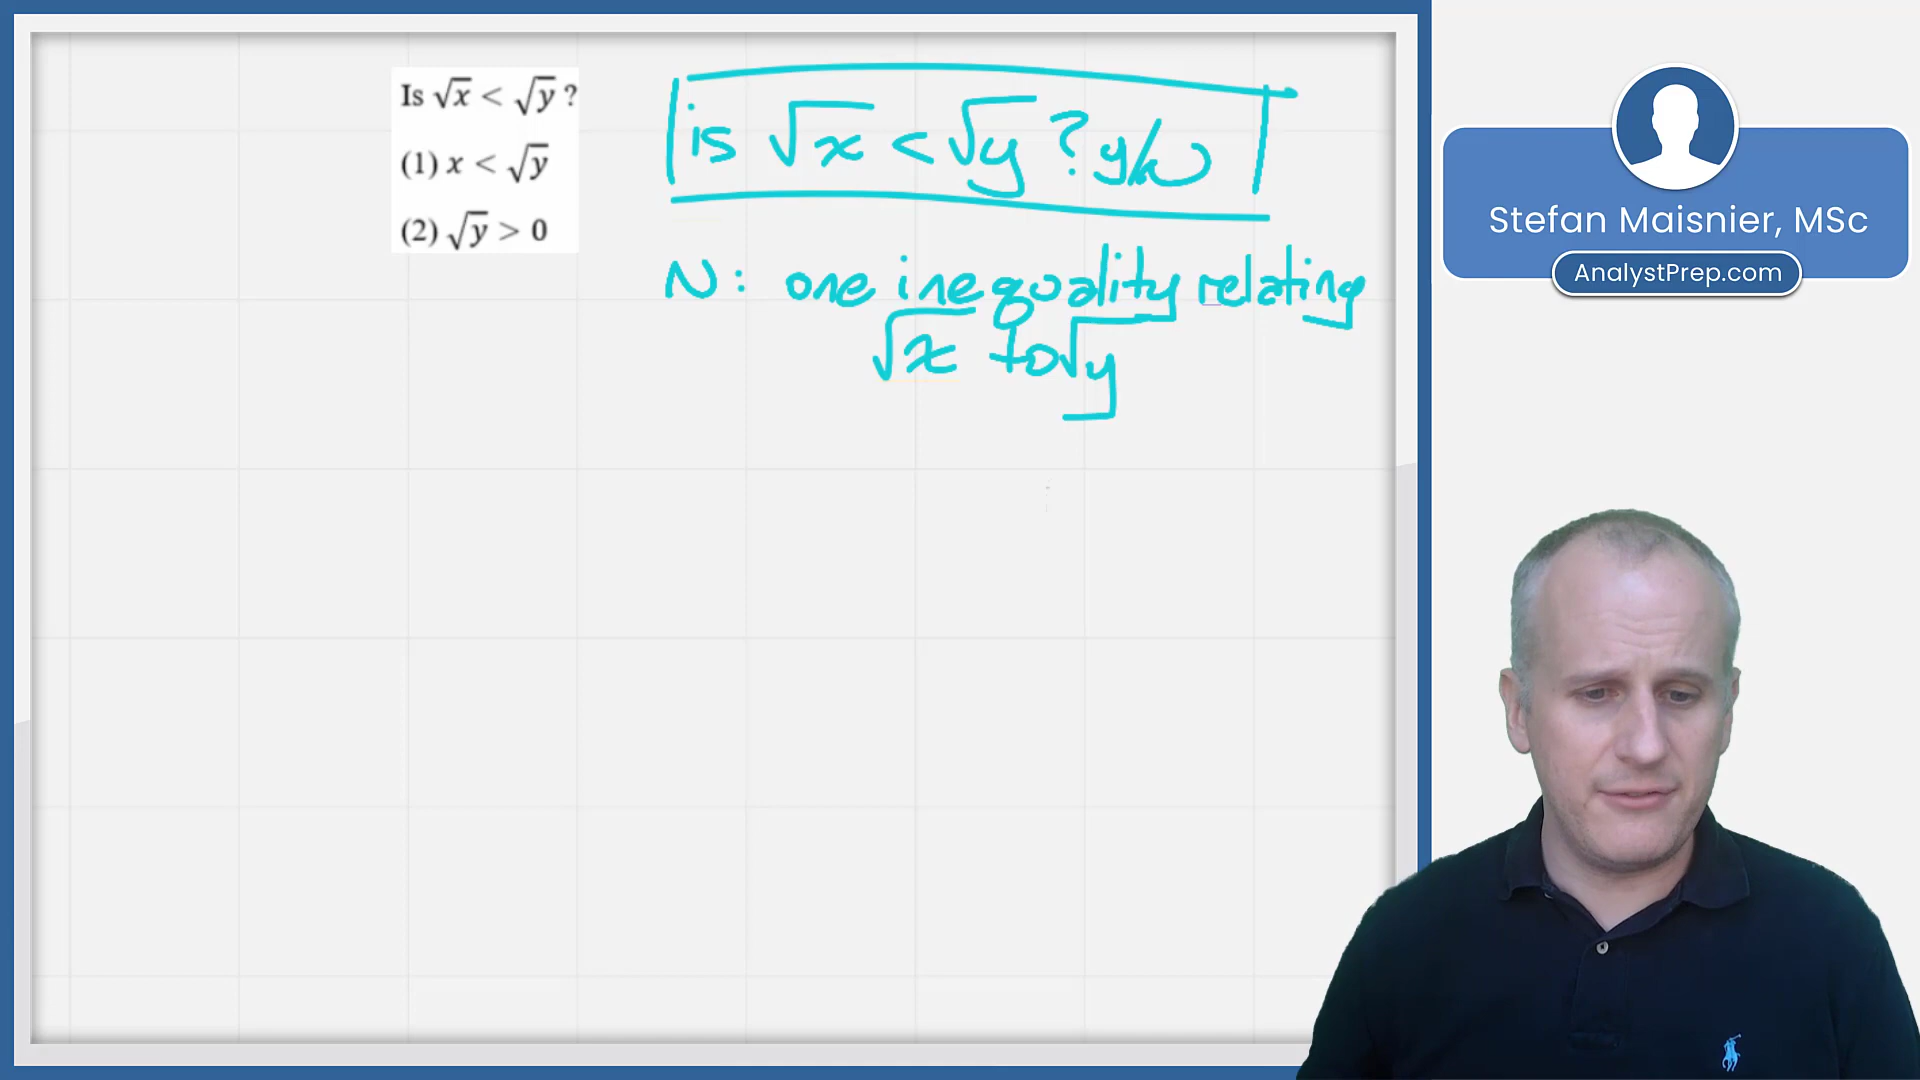 Is √x < √y ?
(1) x < √y
(2) √y > 0
is √x < √y ? y/n
N : one inequality relating
√x to √y
Stefan Maisnier, MSc
AnalystPrep.com